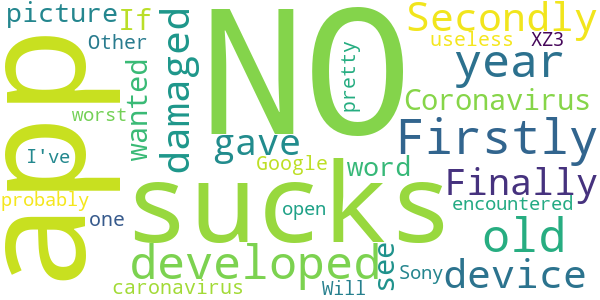 picture
If
Other
worst
wanted
damaged
app
I've
probably
one
NO
pretty
gave
Google
word
sucks
open
developed
caronavirus
Will
see
Sony
Secondly
useless
XZ3
year
Coronavirus
Firstly
Finally
encountered
old
device